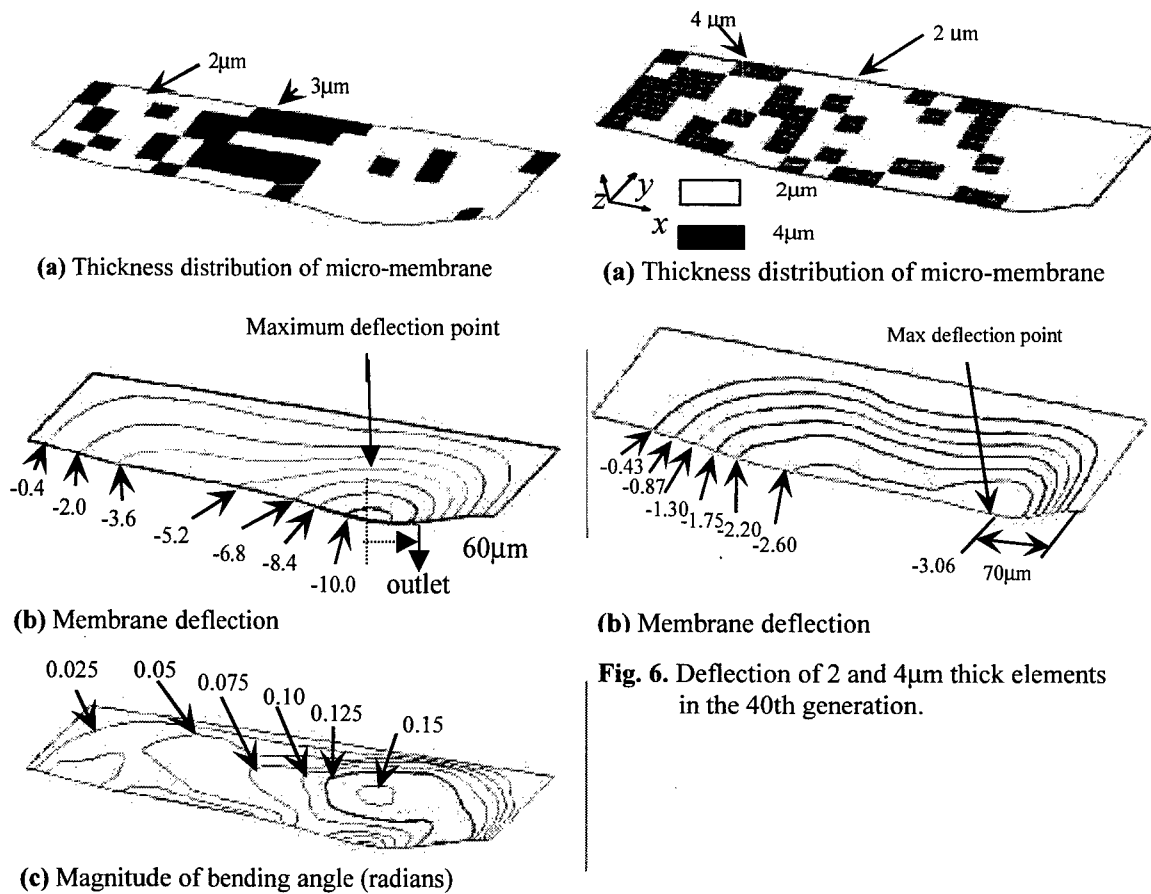 2µm
3µm
(a) Thickness distribution of micro-membrane
Maximum deflection point
-0.4
-2.0
-3.6
-5.2
-6.8
-8.4
-10.0
60µm
outlet
(b) Membrane deflection
0.025
0.05
0.075
0.10
0.125
0.15
(c) Magnitude of bending angle (radians)
4 µm
2 um
z
y
x
2µm
4µm
(a) Thickness distribution of micro-membrane
Max deflection point
-0.43
-0.87
-1.30
-1.75
-2.20
-2.60
-3.06
70µm
(b) Membrane deflection
Fig. 6. Deflection of 2 and 4µm thick elements
in the 40th generation.